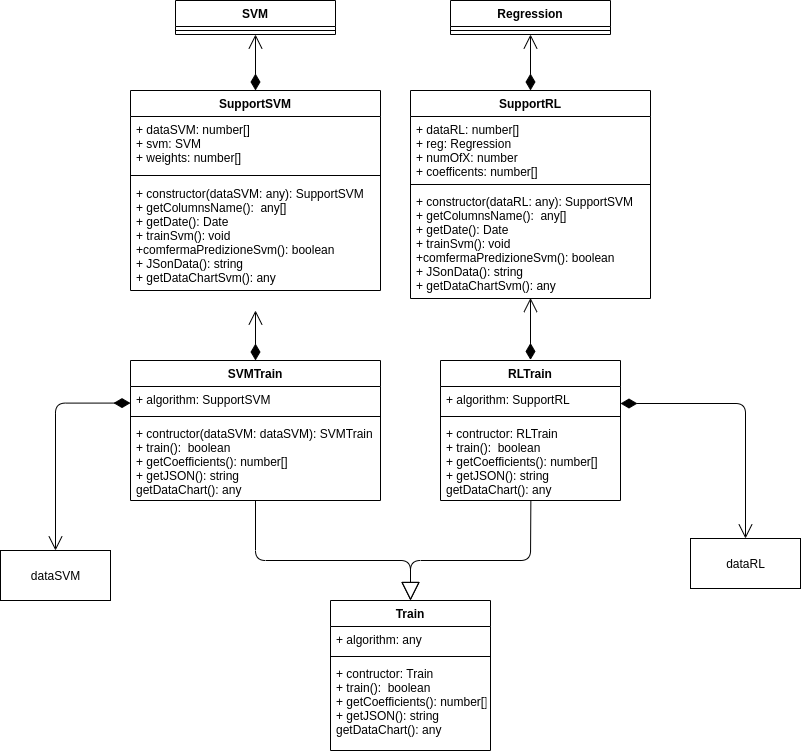 SVM
Regression
SupportSVM
+ dataSVM: number[]
+ svm: SVM
+ weights: number[]
+ constructor(dataSVM: any): SupportSVM
+ getColumnsName():  any[]
+ getDate(): Date
+ trainSvm(): void
+comfermaPredizioneSvm(): boolean
+ JSonData(): string
+ getDataChartSvm(): any
SupportRL
+ dataRL: number[]
+ reg: Regression
+ numOfX: number
+ coefficents: number[]
+ constructor(dataRL: any): SupportSVM
+ getColumnsName():  any[]
+ getDate(): Date
+ trainSvm(): void
+comfermaPredizioneSvm(): boolean
+ JSonData(): string
+ getDataChartSvm(): any
SVMTrain
+ algorithm: SupportSVM
+ contructor(dataSVM: dataSVM): SVMTrain
+ train():  boolean
+ getCoefficients(): number[]
+ getJSON(): string
getDataChart(): any
RLTrain
+ algorithm: SupportRL
+ contructor: RLTrain
+ train():  boolean
+ getCoefficients(): number[]
+ getJSON(): string
getDataChart(): any
dataSVM
dataRL
Train
+ algorithm: any
+ contructor: Train
+ train():  boolean
+ getCoefficients(): number[]
+ getJSON(): string
getDataChart(): any